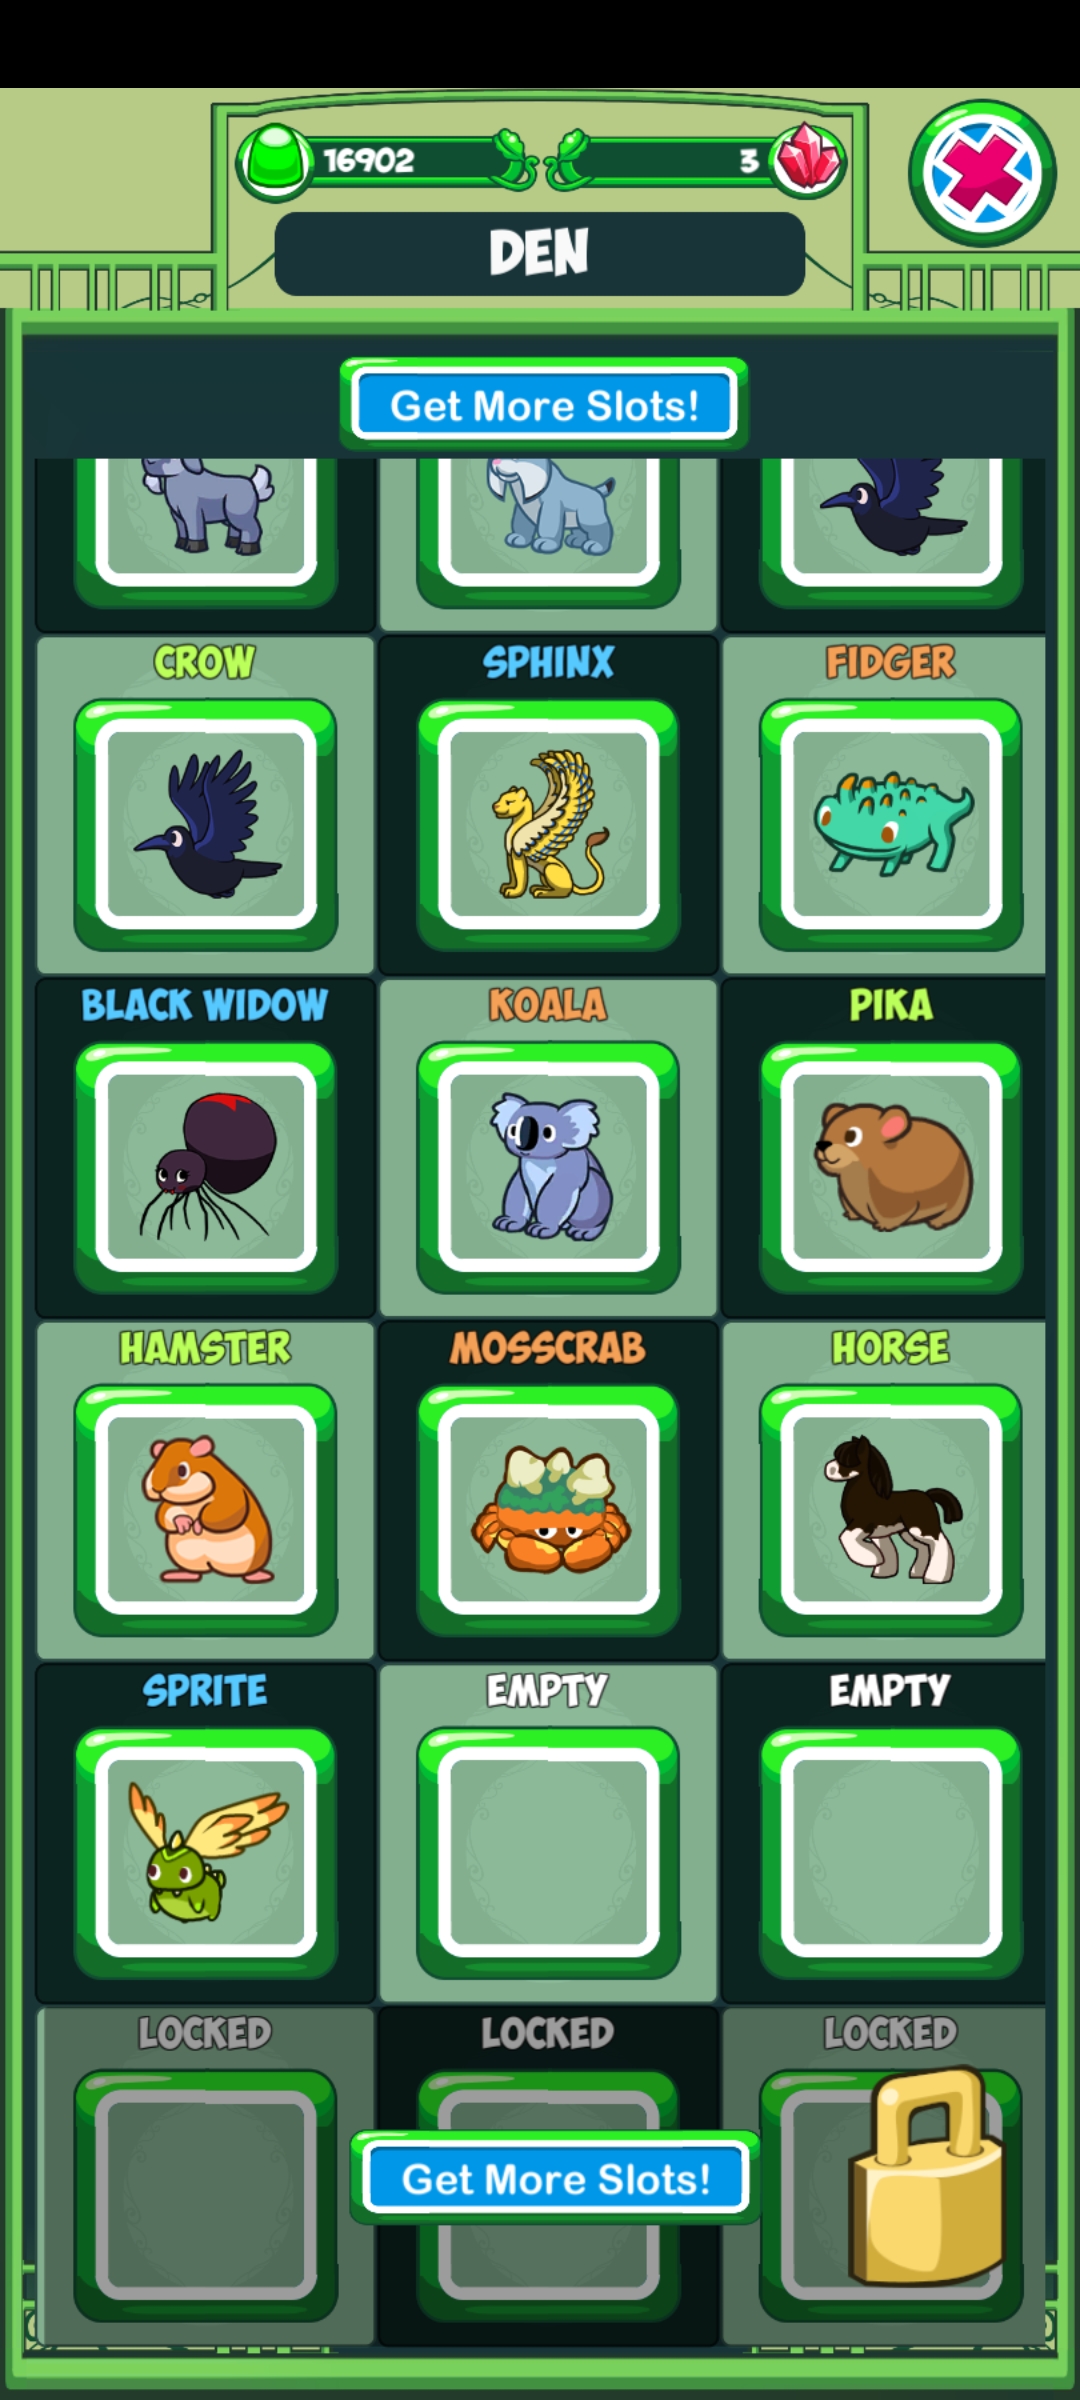 16902
3
DEN
Get More Slots!
CROW
SPHINX
FIDGER
BLACK WIDOW
KOALA
PIKA
HAMSTER
MOSSCRAB
HORSE
SPRITE
EMPTY
EMPTY
LOCKED
LOCKED
LOCKED
Get More Slots!